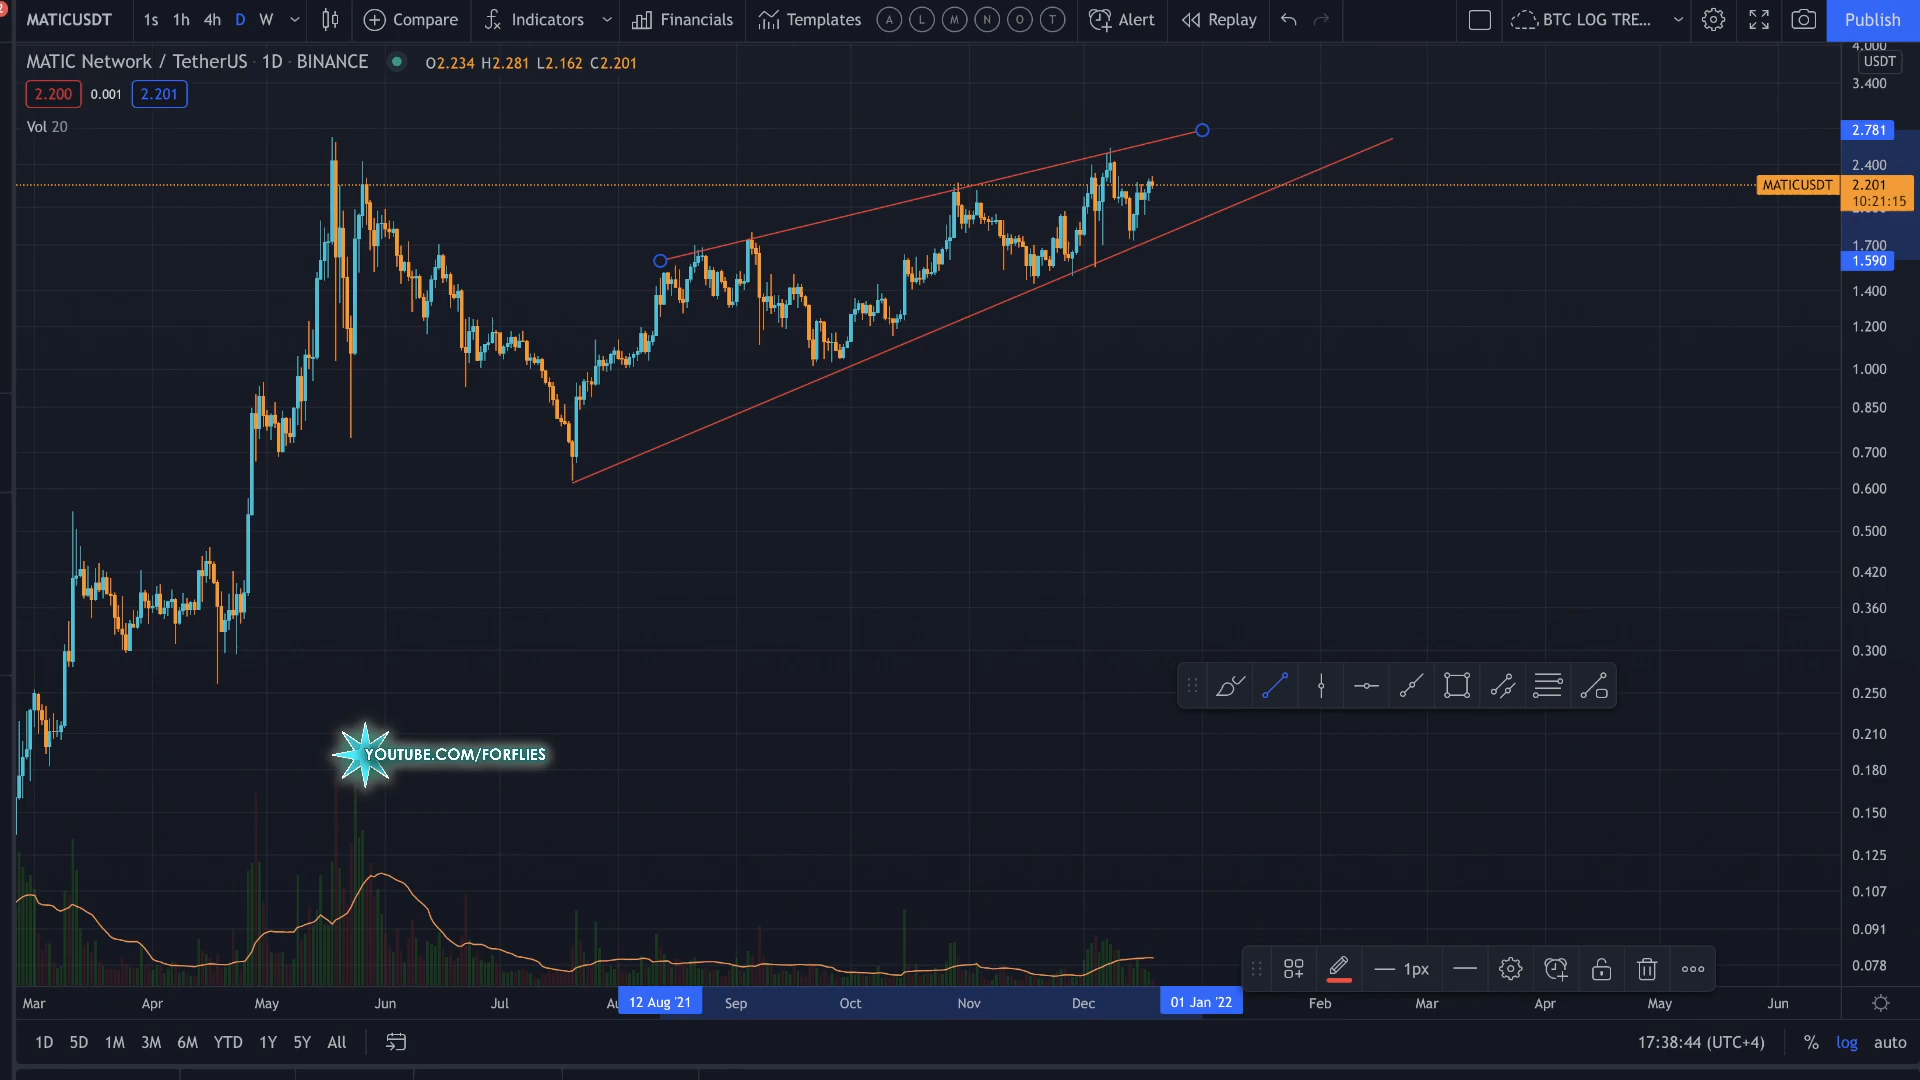 MATICUSDT 1s 1h 4h D W Compare Indicators Financials Templates A L M N O T Alert Replay BTC LOG TRE... Publish
MATIC Network / TetherUS · 1D · BINANCE O2.234 H2.281 L2.162 C2.201
2.200 0.001 2.201
Vol 20
4.000
USDT
3.400
2.781
2.400
MATICUSDT 2.201
10:21:15
1.700
1.590
1.400
1.200
1.000
0.850
0.700
0.600
0.500
0.420
0.360
0.300
0.250
0.210
0.180
0.150
0.125
0.107
0.091
0.078
YOUTUBE.COM/FORFLIES
1px
Mar Apr May Jun Jul 12 Aug '21 Sep Oct Nov Dec 01 Jan '22 Feb Mar Apr May Jun
1D 5D 1M 3M 6M YTD 1Y 5Y All 17:38:44 (UTC+4) % log auto